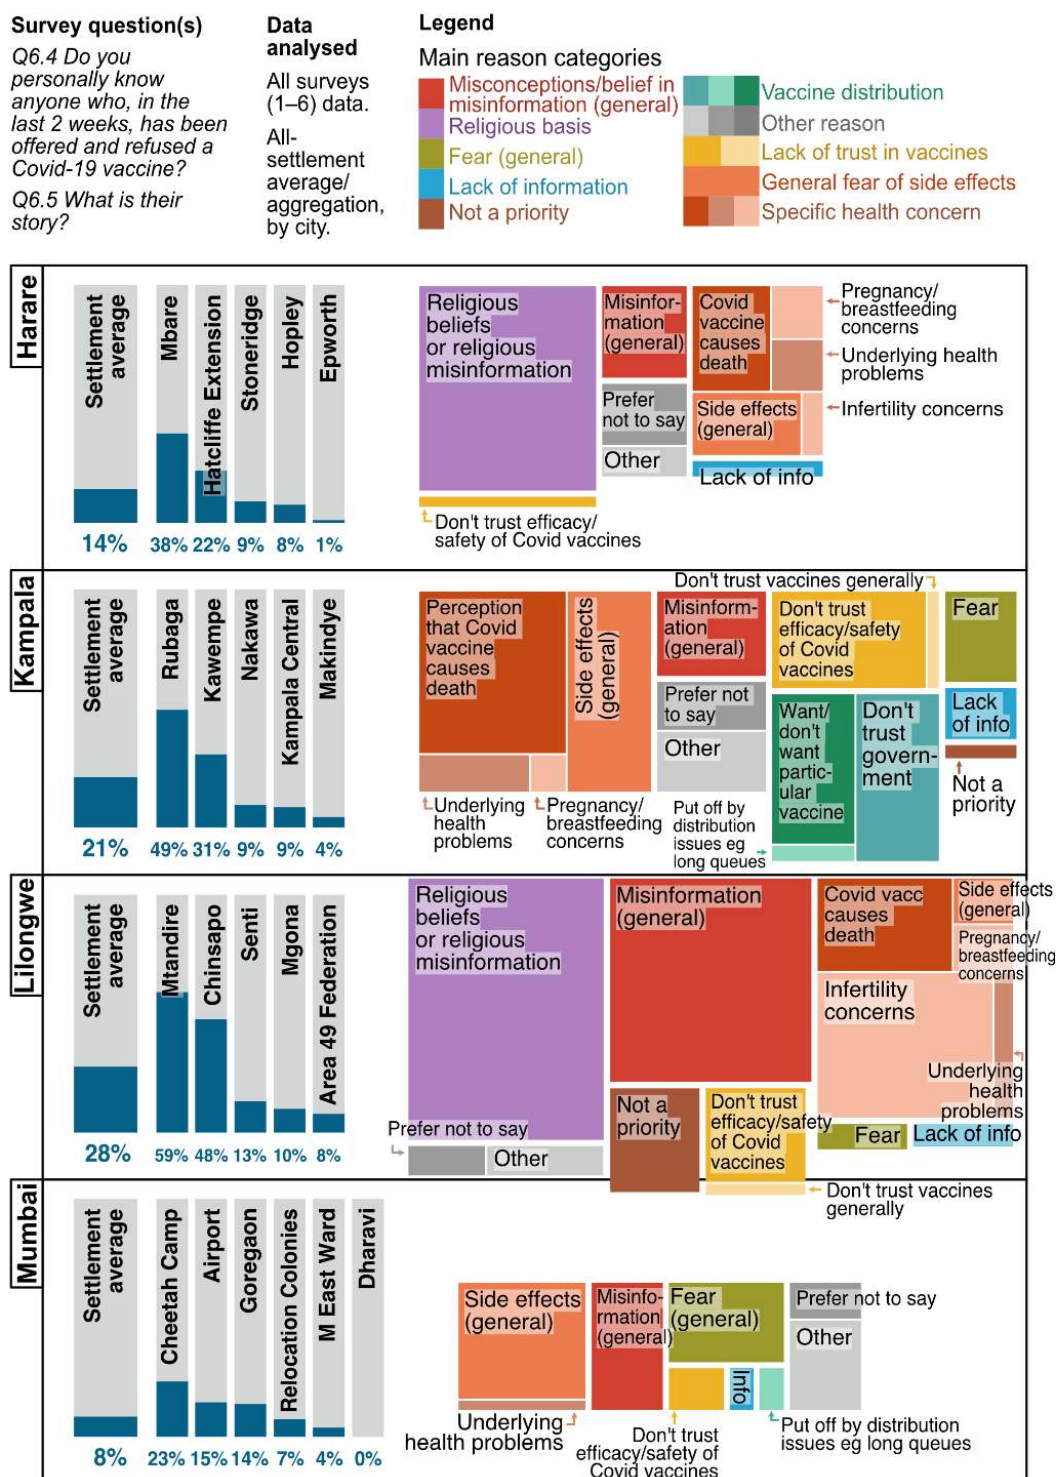 Survey question(s)
Q6.4 Do you
personally know
anyone who, in the
last 2 weeks, has been
offered and refused a
Covid-19 vaccine?
Q6.5 What is their
story?
Data
analysed
All surveys
(1–6) data.
All-
settlement
average/
aggregation,
by city.
Legend
Main reason categories
Misconceptions/belief in
misinformation (general)
Religious basis
Fear (general)
Lack of information
Not a priority
Vaccine distribution
Other reason
Lack of trust in vaccines
General fear of side effects
Specific health concern
Harare
Settlement
average
Mbare
Hatcliffe Extension
Stoneridge
Hopley
Epworth
14%
38% 22% 9% 8% 1%
Religious
beliefs
or religious
misinformation
Don't trust efficacy/
safety of Covid vaccines
Misinfor-
mation
(general)
Prefer
not to say
Other
Covid
vaccine
causes
death
Pregnancy/
breastfeeding
concerns
Underlying health
problems
Side effects
(general)
Infertility concerns
Lack of info
Kampala
Settlement
average
Rubaga
Kawempe
Nakawa
Kampala Central
Makindye
21%
49% 31% 9% 9% 4%
Perception
that Covid
vaccine
causes
death
Side effects
(general)
Underlying
health
problems
Pregnancy/
breastfeeding
concerns
Misinform-
ation
(general)
Prefer not
to say
Other
Don't trust vaccines generally
Don't trust
efficacy/safety
of Covid
vaccines
Want/
don't
want
partic-
ular
vaccine
Don't
trust
govern-
ment
Put off by
distribution
issues eg
long queues
Fear
Lack
of info
Not a
priority
Lilongwe
Settlement
average
Mtandire
Chinsapo
Senti
Mgona
Area 49 Federation
28%
59% 48% 13% 10% 8%
Religious
beliefs
or religious
misinformation
Prefer not to say
Other
Misinformation
(general)
Not a
priority
Don't trust
efficacy/safety
of Covid
vaccines
Don't trust vaccines
generally
Covid vacc
causes
death
Side effects
(general)
Pregnancy/
breastfeeding
concerns
Infertility
concerns
Underlying
health
problems
Fear
Lack of info
Mumbai
Settlement
average
Cheetah Camp
Airport
Goregaon
Relocation Colonies
M East Ward
Dharavi
8%
23% 15% 14% 7% 4% 0%
Side effects
(general)
Underlying
health problems
Misinfo-
rmation
(general)
Fear
(general)
Don't trust
efficacy/safety of
Covid vaccines
Info
Put off by distribution
issues eg long queues
Prefer not to say
Other